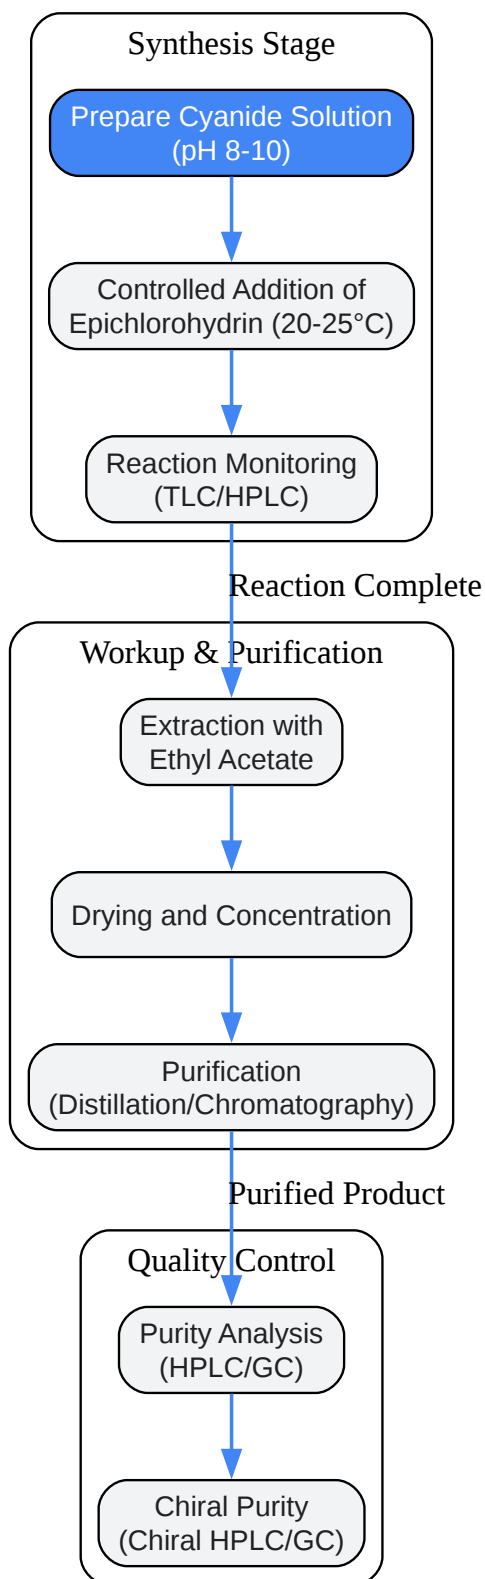 Synthesis Stage
Prepare Cyanide Solution
(pH 8-10)
Controlled Addition of
Epichlorohydrin (20-25°C)
Reaction Monitoring
(TLC/HPLC)
Reaction Complete
Workup & Purification
Extraction with
Ethyl Acetate
Drying and Concentration
Purification
(Distillation/Chromatography)
Purified Product
Quality Control
Purity Analysis
(HPLC/GC)
Chiral Purity
(Chiral HPLC/GC)